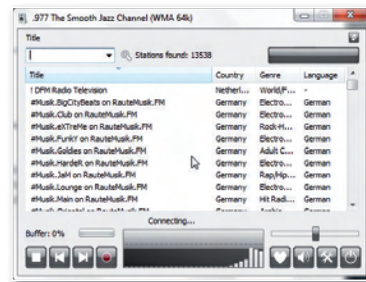 .977 The Smooth Jazz Channel (WMA 64k)
Title
Stations found: 13538
Title Country Genre Language
! DFM Radio Television Netherl... World/F... -
#Musik.BigCityBeats on RauteMusik.FM Germany Electro... German
#Musik.Club on RauteMusik.FM Germany Electro... German
#Musik.eXTreMe on RauteMusik.FM Germany Rock-H... German
#Musik.FunkY on RauteMusik.FM Germany Electro... German
#Musik.Goldies on RauteMusik.FM Germany Adult C... German
#Musik.HardeR on RauteMusik.FM Germany Electro... German
#Musik.JaM on RauteMusik.FM Germany Rap/Hip... German
#Musik.Lounge on RauteMusik.FM Germany Electro... German
#Musik.Main on RauteMusik.FM Germany Hit Radi... German
Connecting...
Buffer: 0%